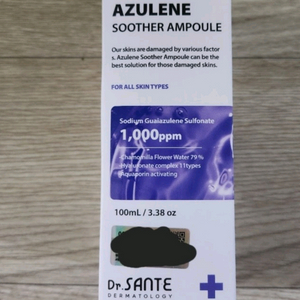 AZULENE
SOOTHER AMPOULE
Our skins are damaged by various factor
s. Azulene Soother Ampoule can be the
best solution for those damaged skins.
FOR ALL SKIN TYPES
Sodium Guaiazulene Sulfonate
1,000ppm
-Chamomilla Flower Water 79 %
-Hyaluronate complex 11types
-Aquaporin activating
100mL / 3.38 oz
Dr.SANTE
DERMATOLOGY